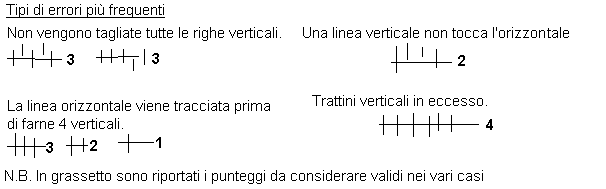 Tipi di errori più frequenti
Non vengono tagliate tutte le righe verticali.
3 3
Una linea verticale non tocca l'orizzontale
2
La linea orizzontale viene tracciata prima
di farne 4 verticali.
3 2 1
Trattini verticali in eccesso.
4
N.B. In grassetto sono riportati i punteggi da considerare validi nei vari casi